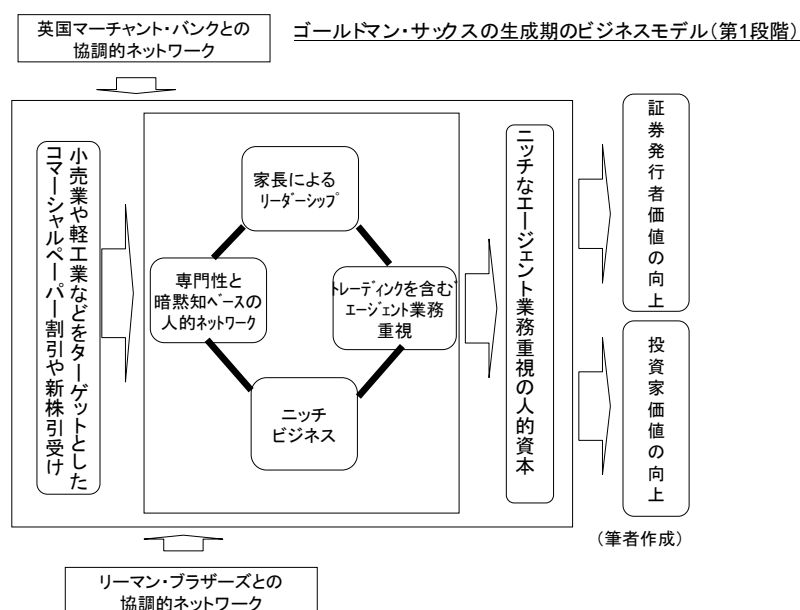 英国マーチャント・バンクとの
協調的ネットワーク
ゴールドマン・サックスの生成期のビジネスモデル(第1段階)
小売業や軽工業などをターゲットとした
コマーシャルペーパー割引や新株引受け
家長による
リーダーシップ
専門性と
暗黙知ベースの
人的ネットワーク
トレーディングを含む
エージェント業務
重視
ニッチ
ビジネス
ニッチなエージェント業務重視の人的資本
証券発行者価値の向上
投資家価値の向上
(筆者作成)
リーマン・ブラザーズとの
協調的ネットワーク